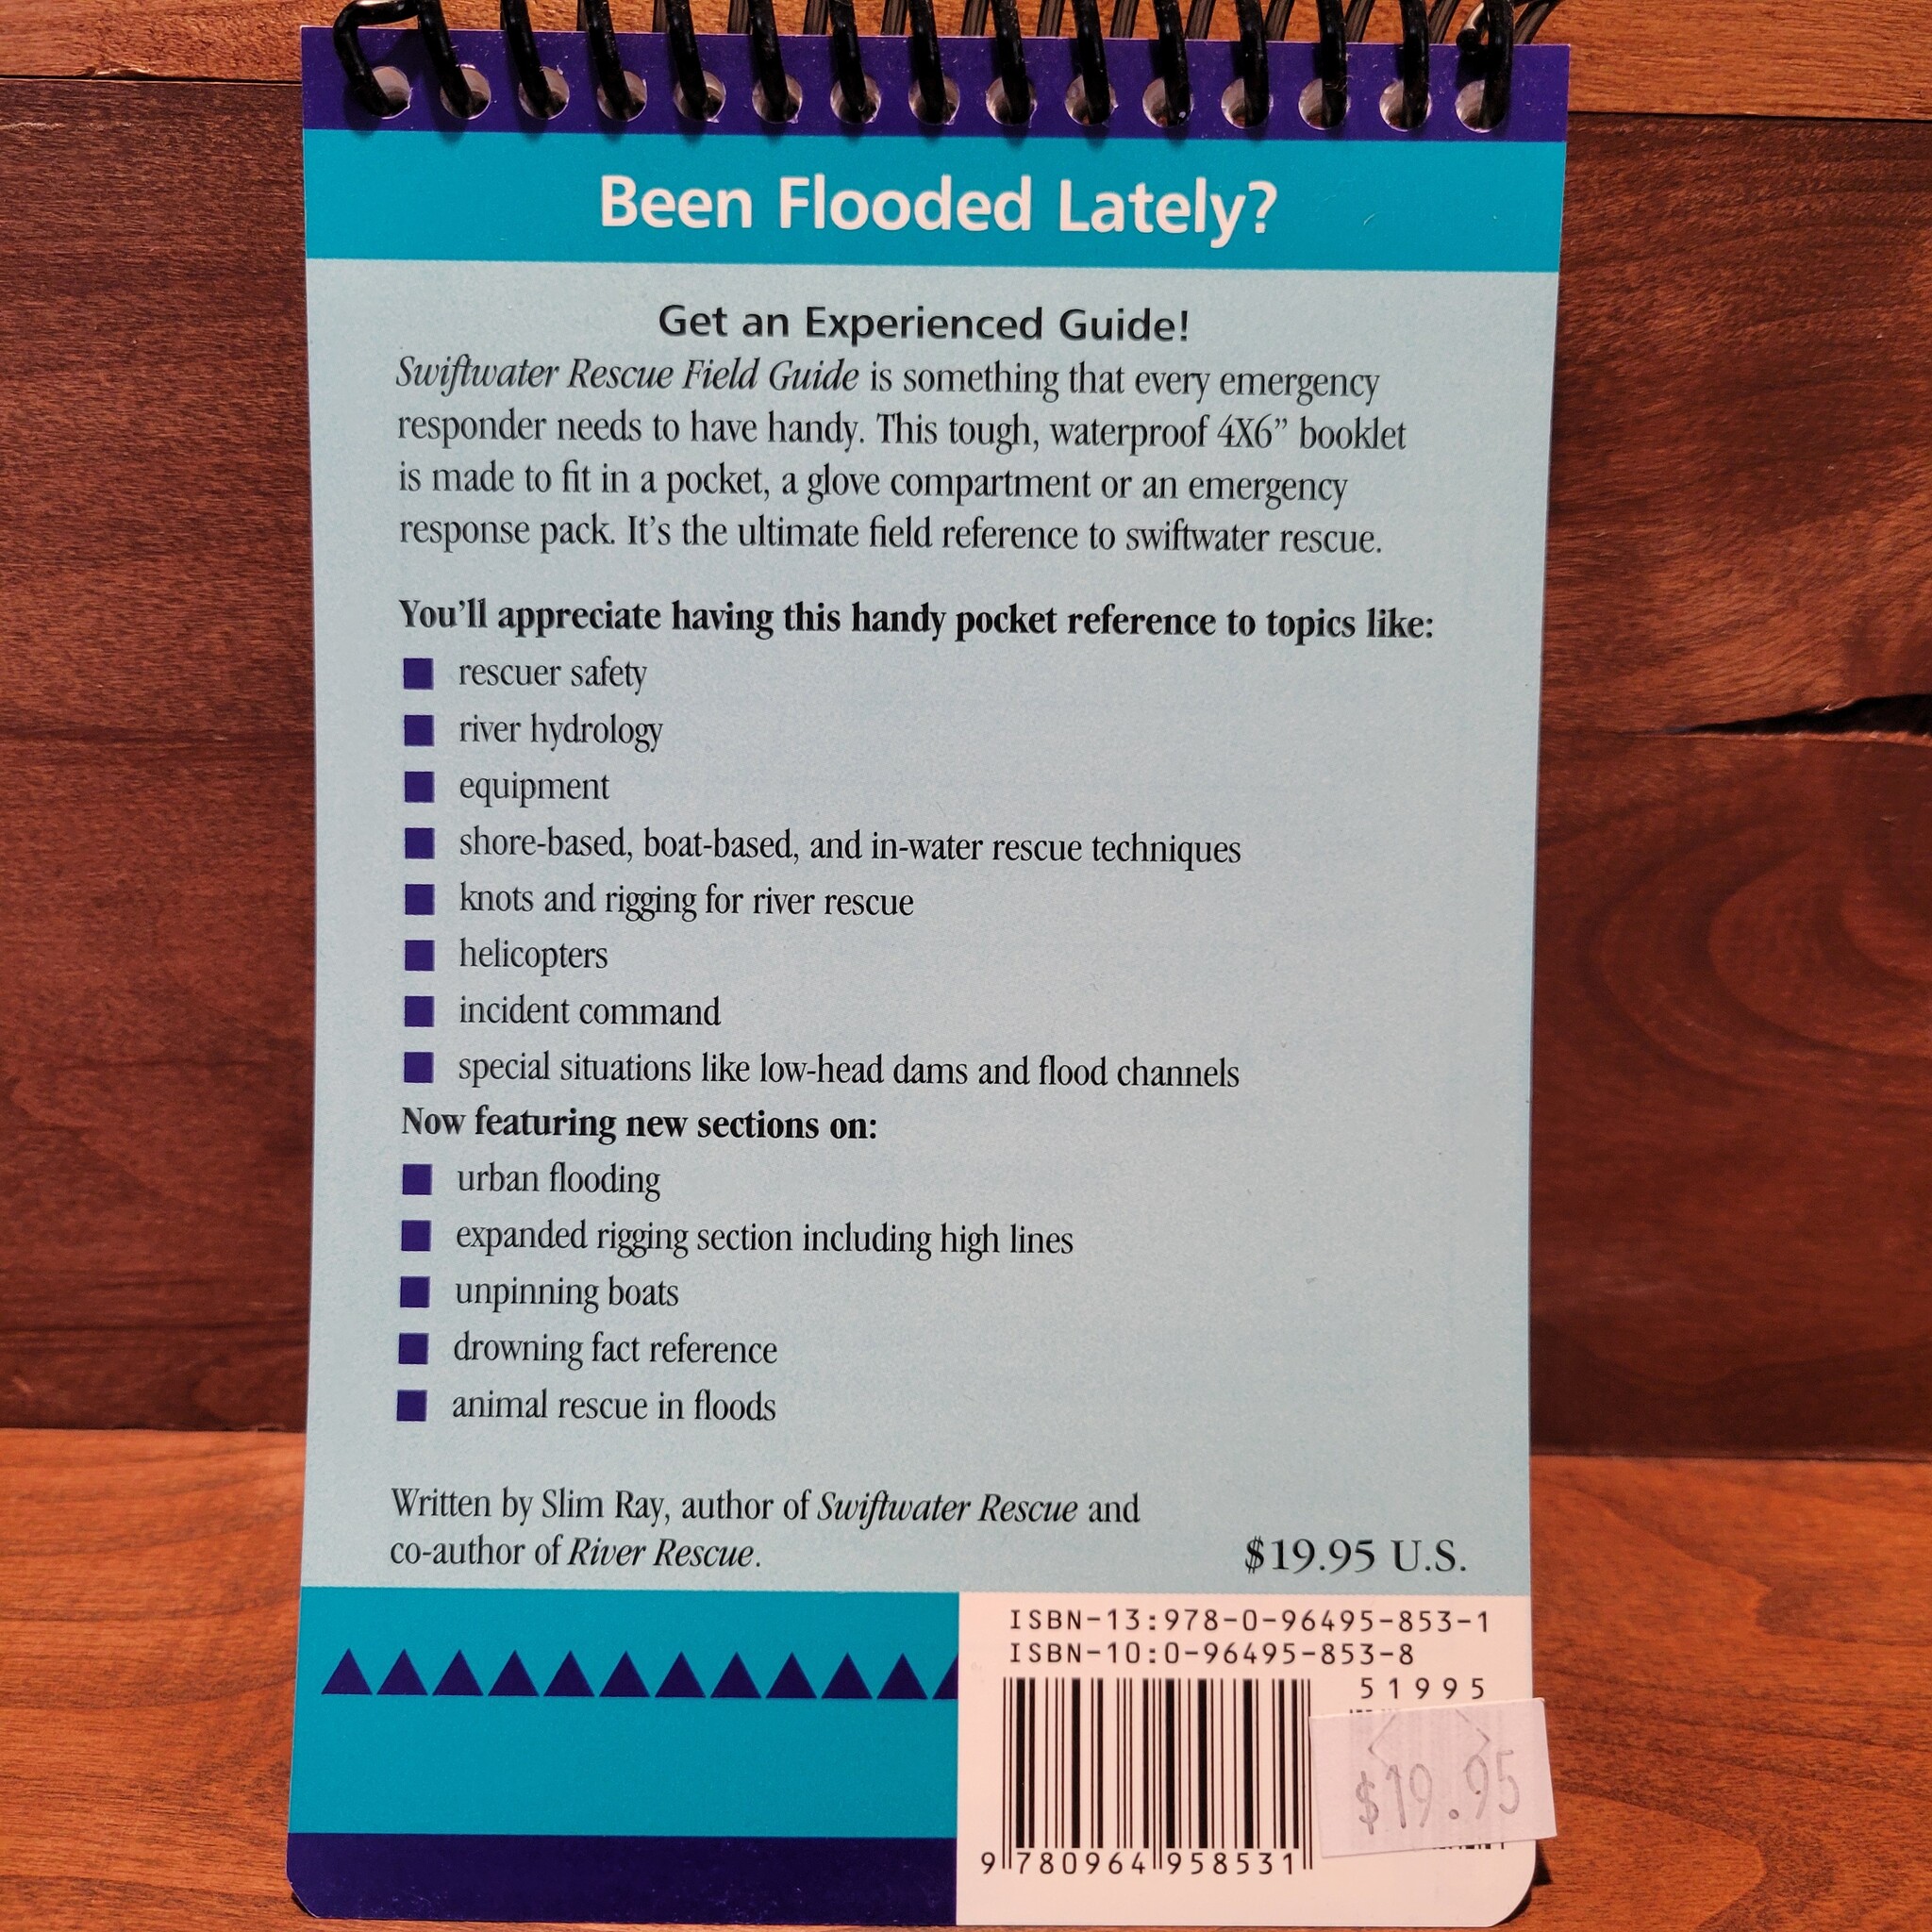 Been Flooded Lately?
Get an Experienced Guide!
Swiftwater Rescue Field Guide is something that every emergency
responder needs to have handy. This tough, waterproof 4X6” booklet
is made to fit in a pocket, a glove compartment or an emergency
response pack. It’s the ultimate field reference to swiftwater rescue.
You’ll appreciate having this handy pocket reference to topics like:
rescuer safety
river hydrology
equipment
shore-based, boat-based, and in-water rescue techniques
knots and rigging for river rescue
helicopters
incident command
special situations like low-head dams and flood channels
Now featuring new sections on:
urban flooding
expanded rigging section including high lines
unpinning boats
drowning fact reference
animal rescue in floods
Written by Slim Ray, author of Swiftwater Rescue and
co-author of River Rescue.
$19.95 U.S.
ISBN-13:978-0-96495-853-1
ISBN-10:0-96495-853-8
51995
$19.95
9 780964 958531